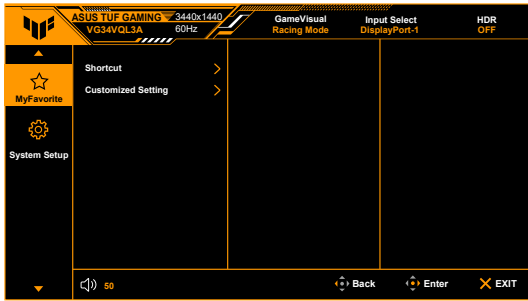 ASUS TUF GAMING 3440x1440
VG34VQL3A 60Hz
GameVisual
Racing Mode
Input Select
DisplayPort-1
HDR
OFF
MyFavorite
System Setup
Shortcut
Customized Setting
50
Back
Enter
EXIT